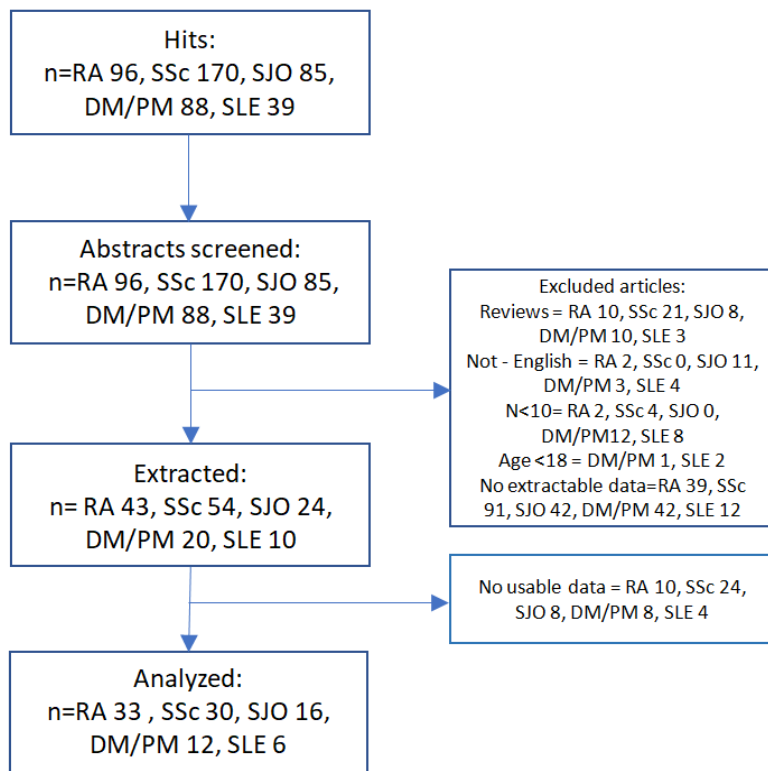 Hits:
n=RA 96, SSc 170, SJO 85,
DM/PM 88, SLE 39
Abstracts screened:
n=RA 96, SSc 170, SJO 85,
DM/PM 88, SLE 39
Excluded articles:
Reviews = RA 10, SSc 21, SJO 8,
DM/PM 10, SLE 3
Not - English = RA 2, SSc 0, SJO 11,
DM/PM 3, SLE 4
N<10= RA 2, SSc 4, SJO 0,
DM/PM12, SLE 8
Age <18 = DM/PM 1, SLE 2
No extractable data=RA 39, SSc
91, SJO 42, DM/PM 42, SLE 12
Extracted:
n= RA 43, SSc 54, SJO 24,
DM/PM 20, SLE 10
No usable data = RA 10, SSc 24,
SJO 8, DM/PM 8, SLE 4
Analyzed:
n=RA 33 , SSc 30, SJO 16,
DM/PM 12, SLE 6